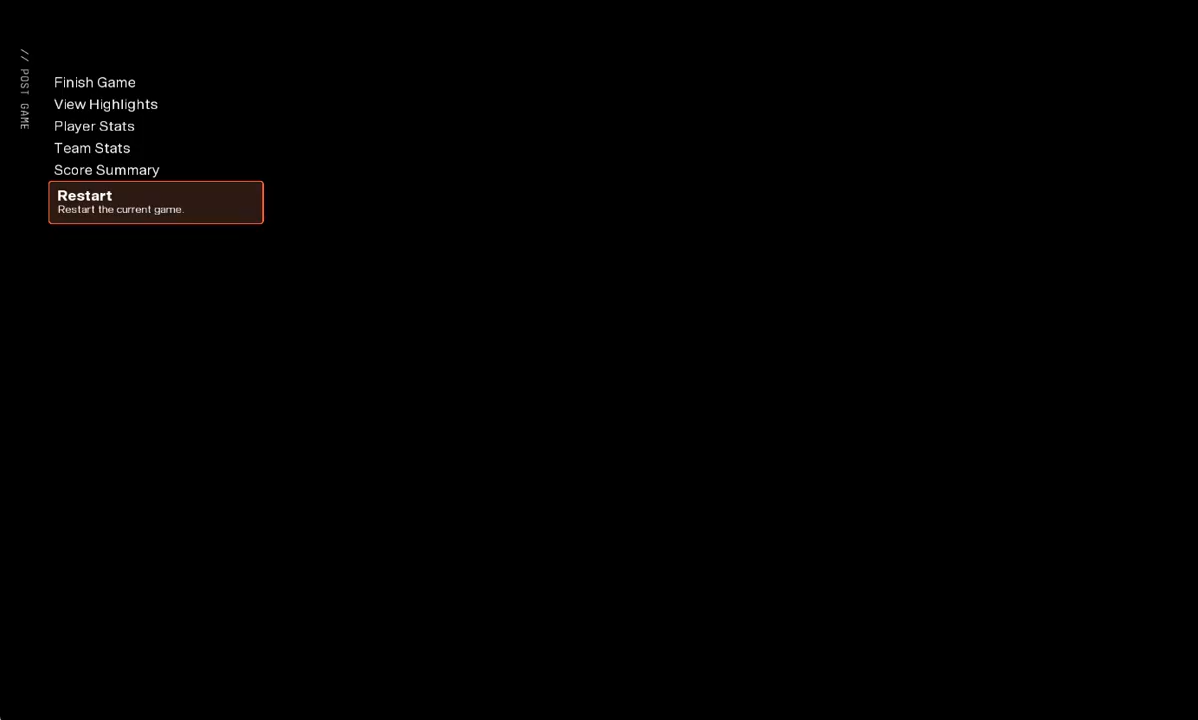 // POST GAME
Finish Game
View Highlights
Player Stats
Team Stats
Score Summary
Restart
Restart the current game.